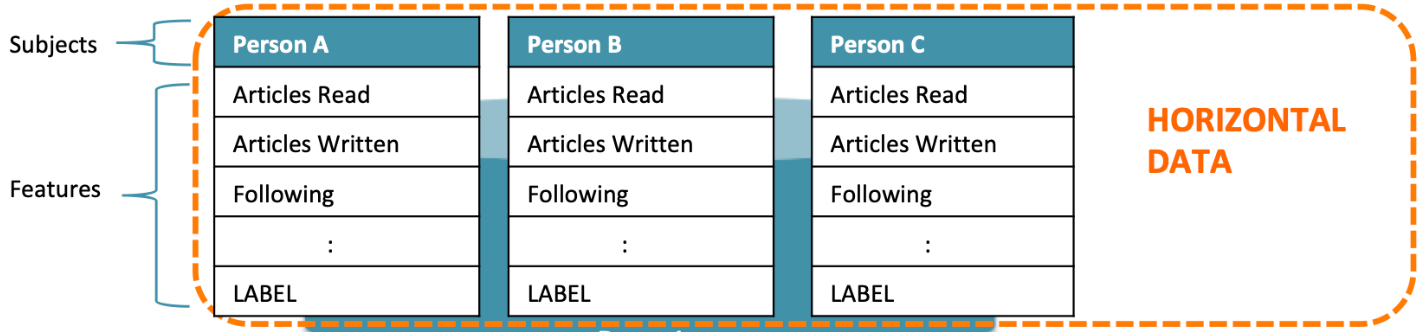 Subjects
Person A
Person B
Person C
Articles Read
Articles Read
Articles Read
Articles Written
Articles Written
Articles Written
HORIZONTAL
DATA
Features
Following
Following
Following
:
:
:
LABEL
LABEL
LABEL